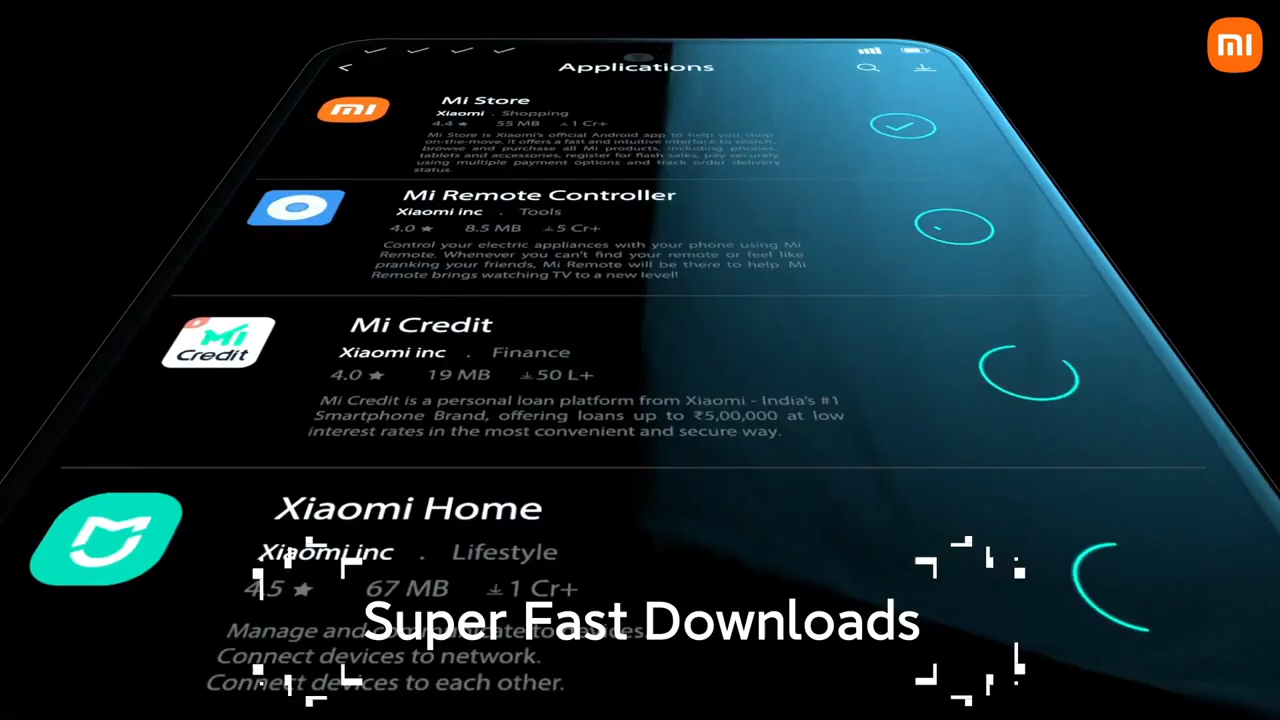 mi
Applications
mi
Mi Store
Xiaomi . Shopping
4.4 ★ 55 MB 1 Cr+
Mi Store is Xiaomi's official Android app to help you shop
on-the-move. It offers a fast and intuitive interface to search,
browse and purchase all Mi products, including phones,
tablets and accessories, register for flash sales, pay securely
using multiple payment options and track order delivery
status.
Mi Remote Controller
Xiaomi inc . Tools
4.0 ★ 8.5 MB 5 Cr+
Control your electric appliances with your phone using Mi
Remote. Whenever you can't find your remote or feel like
pranking your friends, Mi Remote will be there to help. Mi
Remote brings watching TV to a new level!
Mi
Credit
Mi Credit
Xiaomi inc . Finance
4.0 ★ 19 MB 50 L+
Mi Credit is a personal loan platform from Xiaomi - India's #1
Smartphone Brand, offering loans up to ₹5,00,000 at low
interest rates in the most convenient and secure way.
Xiaomi Home
Xiaomi inc . Lifestyle
4.5 ★ 67 MB 1 Cr+
Super Fast Downloads
Manage and communicate to devices.
Connect devices to network.
Connect devices to each other.